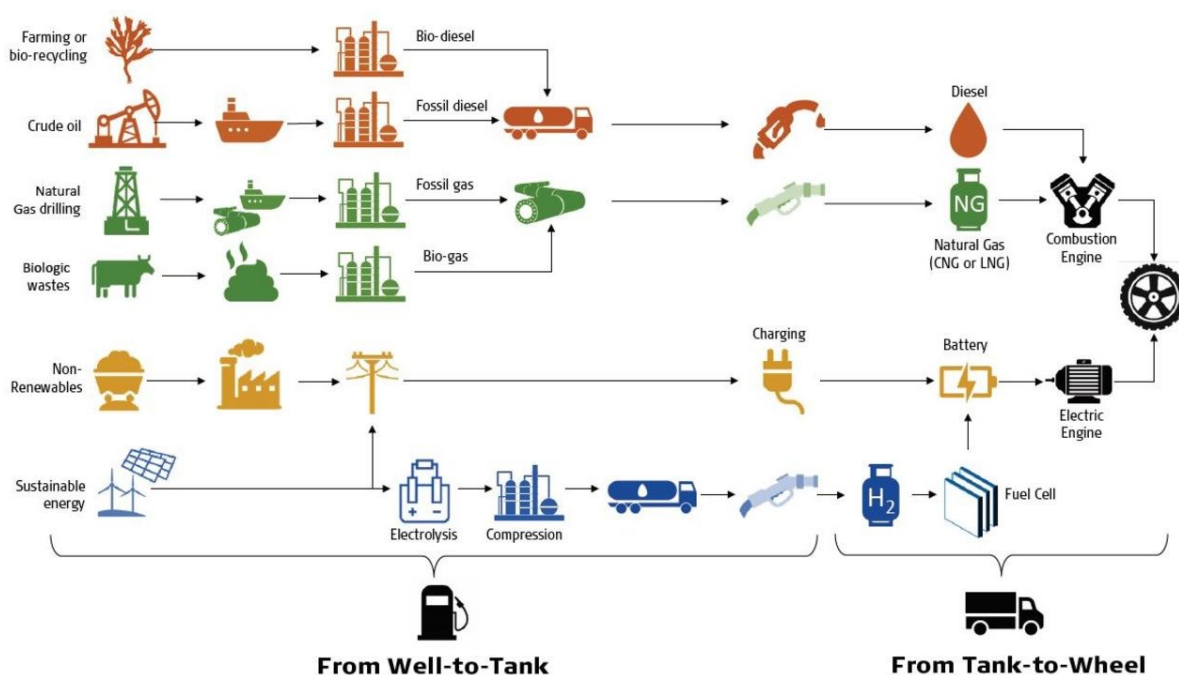 Farming or
bio-recycling
Bio-diesel
Crude oil
Fossil diesel
Diesel
Natural
Gas drilling
Fossil gas
NG
Natural Gas
(CNG or LNG)
Combustion
Engine
Biologic
wastes
Bio-gas
Non-
Renewables
Charging
Battery
Electric
Engine
Sustainable
energy
Electrolysis
Compression
H2
Fuel Cell
From Well-to-Tank
From Tank-to-Wheel